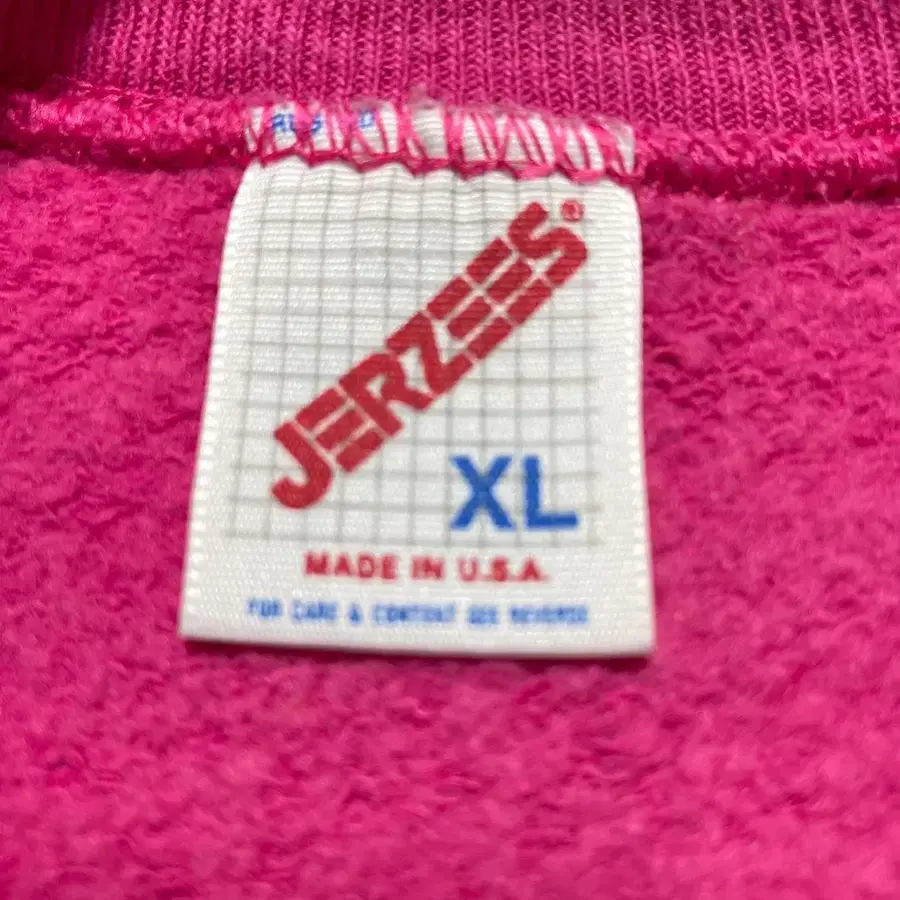 JERZEES®
XL
MADE IN U.S.A.
FOR CARE & CONTENT SEE REVERSE